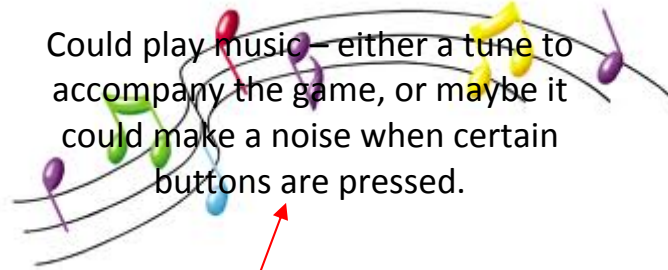 Could play music – either a tune to
accompany the game, or maybe it
could make a noise when certain
buttons are pressed.